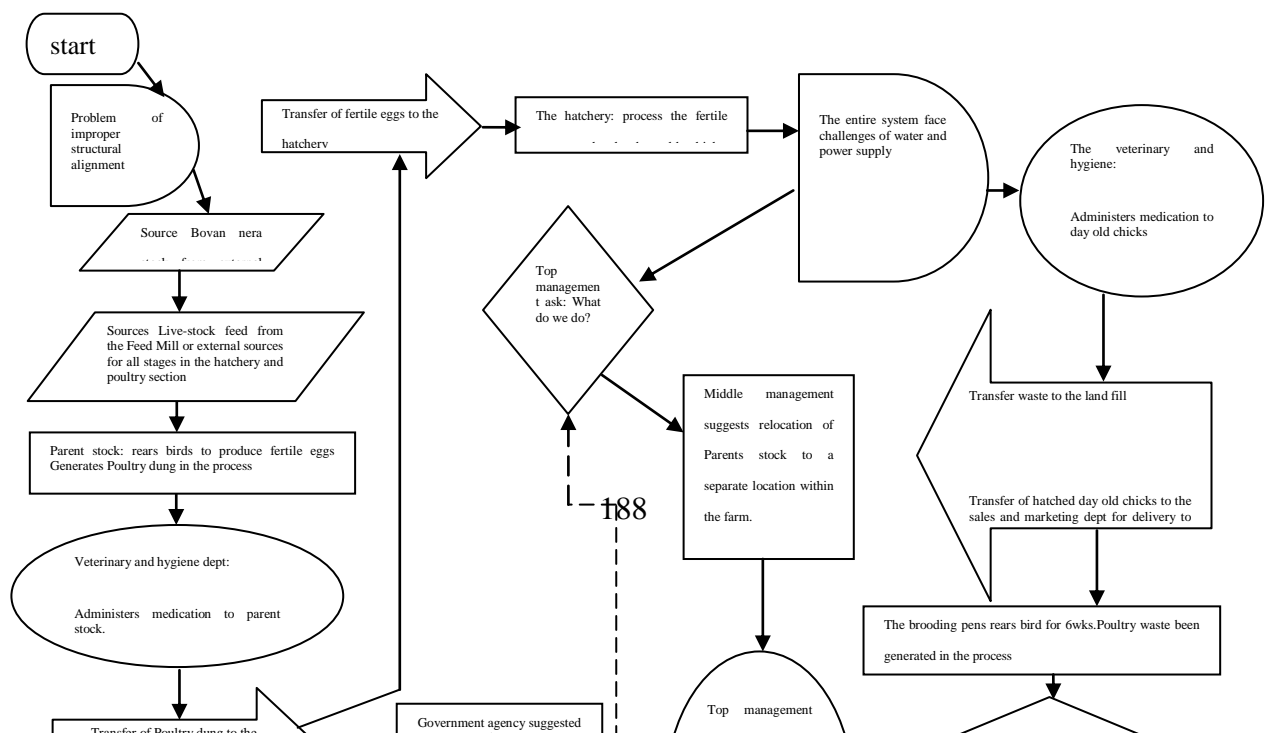 start
Problem of
improper
structural
alignment
Source Bovan nera
Sources Live-stock feed from
the Feed Mill or external sources
for all stages in the hatchery and
poultry section
Parent stock: rears birds to produce fertile eggs
Generates Poultry dung in the process
Veterinary and hygiene dept:
Administers medication to parent
stock.
Transfer of Poultry dung to the
Transfer of fertile eggs to the
hatchery
The hatchery: process the fertile
The entire system face
challenges of water and
power supply
The veterinary and
hygiene:
Administers medication to
day old chicks
Top
managemen
t ask: What
do we do?
Middle management
suggests relocation of
Parents stock to a
separate location within
the farm.
188
Transfer waste to the land fill
Transfer of hatched day old chicks to the
sales and marketing dept for delivery to
The brooding pens rears bird for 6wks.Poultry waste been
generated in the process
Government agency suggested
Top management